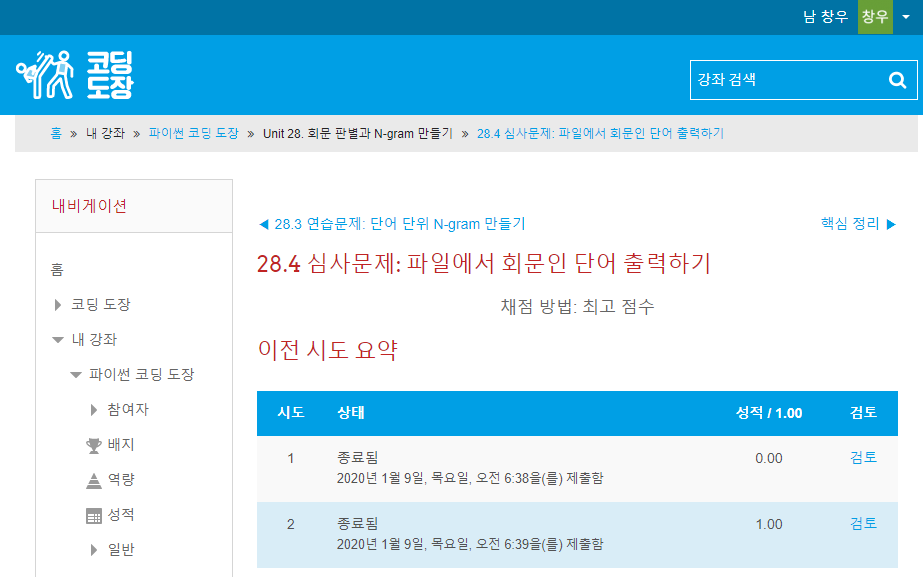 남 창우 창우
코딩
도장
강좌 검색
홈 » 내 강좌 » 파이썬 코딩 도장 » Unit 28. 회문 판별과 N-gram 만들기 » 28.4 심사문제: 파일에서 회문인 단어 출력하기
내비게이션
홈
코딩 도장
내 강좌
파이썬 코딩 도장
참여자
배지
역량
성적
일반
◀ 28.3 연습문제: 단어 단위 N-gram 만들기
핵심 정리 ▶
28.4 심사문제: 파일에서 회문인 단어 출력하기
채점 방법: 최고 점수
이전 시도 요약
시도 상태 성적 / 1.00 검토
1 종료됨 0.00 검토
2020년 1월 9일, 목요일, 오전 6:38을(를) 제출함
2 종료됨 1.00 검토
2020년 1월 9일, 목요일, 오전 6:39을(를) 제출함